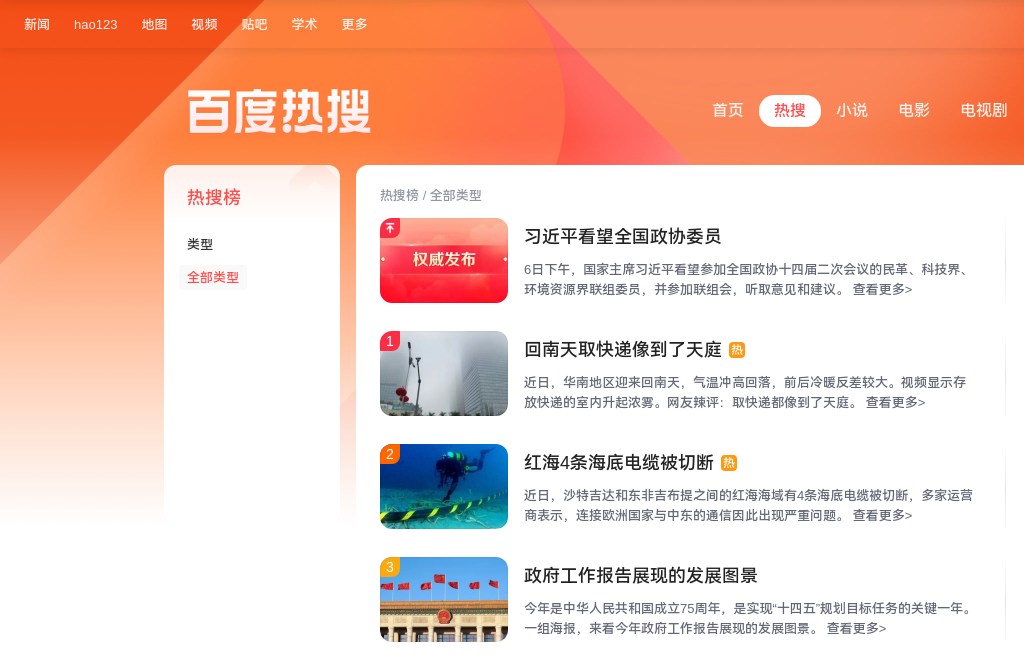 新闻 hao123 地图 视频 贴吧 学术 更多
百度热搜
首页 热搜 小说 电影 电视剧
热搜榜
类型
全部类型
热搜榜 / 全部类型
权威发布
习近平看望全国政协委员
6日下午，国家主席习近平看望参加全国政协十四届二次会议的民革、科技界、
环境资源界联组委员，并参加联组会，听取意见和建议。 查看更多>
1
回南天取快递像到了天庭 热
近日，华南地区迎来回南天，气温冲高回落，前后冷暖反差较大。视频显示存
放快递的室内升起浓雾。网友辣评：取快递都像到了天庭。 查看更多>
2
红海4条海底电缆被切断 热
近日，沙特吉达和东非吉布提之间的红海海域有4条海底电缆被切断，多家运营
商表示，连接欧洲国家与中东的通信因此出现严重问题。 查看更多>
3
政府工作报告展现的发展图景
今年是中华人民共和国成立75周年，是实现“十四五”规划目标任务的关键一年。
一组海报，来看今年政府工作报告展现的发展图景。 查看更多>